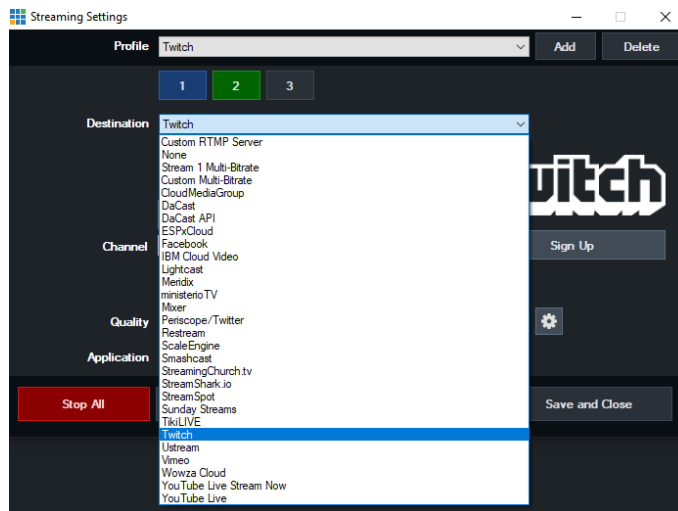 Streaming Settings
Profile Twitch Add Delete
1 2 3
Destination Twitch
Custom RTMP Server
None
Stream 1 Multi-Bitrate
Custom Multi-Bitrate
CloudMediaGroup
DaCast
DaCast API
ESPxCloud
Facebook
IBM Cloud Video
Lightcast
Meridix
ministerioTV
Mixer
Periscope/Twitter
Restream
ScaleEngine
Smashcast
StreamingChurch.tv
StreamShark.io
StreamSpot
Sunday Streams
TikiLIVE
Twitch
Ustream
Vimeo
Wowza Cloud
YouTube Live Stream Now
YouTube Live
witch
Channel Sign Up
Quality
Application
Stop All Save and Close